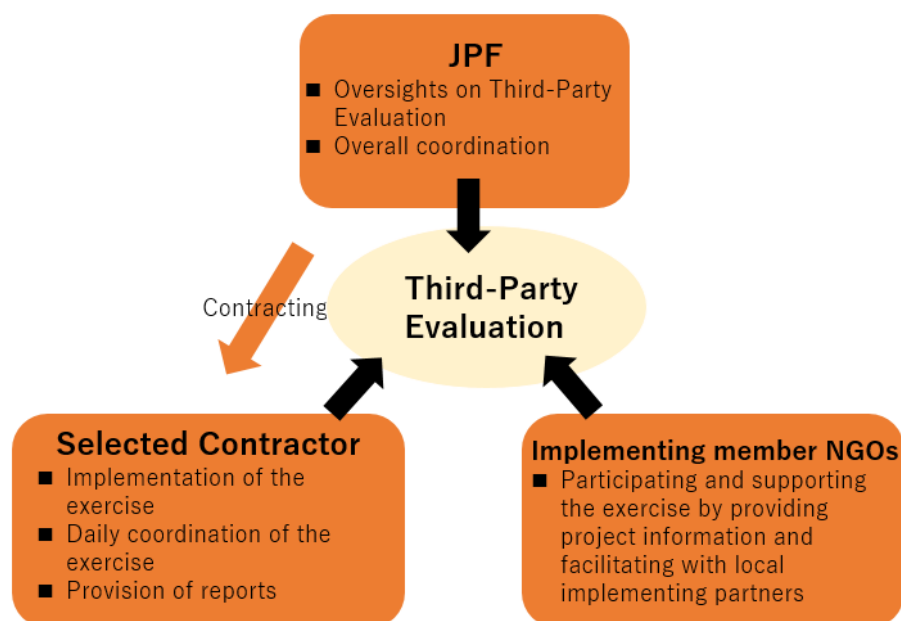 JPF
■ Oversights on Third-Party
Evaluation
■ Overall coordination
Contracting
Third-Party
Evaluation
Selected Contractor
■ Implementation of the
exercise
■ Daily coordination of the
exercise
■ Provision of reports
Implementing member NGOs
■ Participating and supporting
the exercise by providing
project information and
facilitating with local
implementing partners